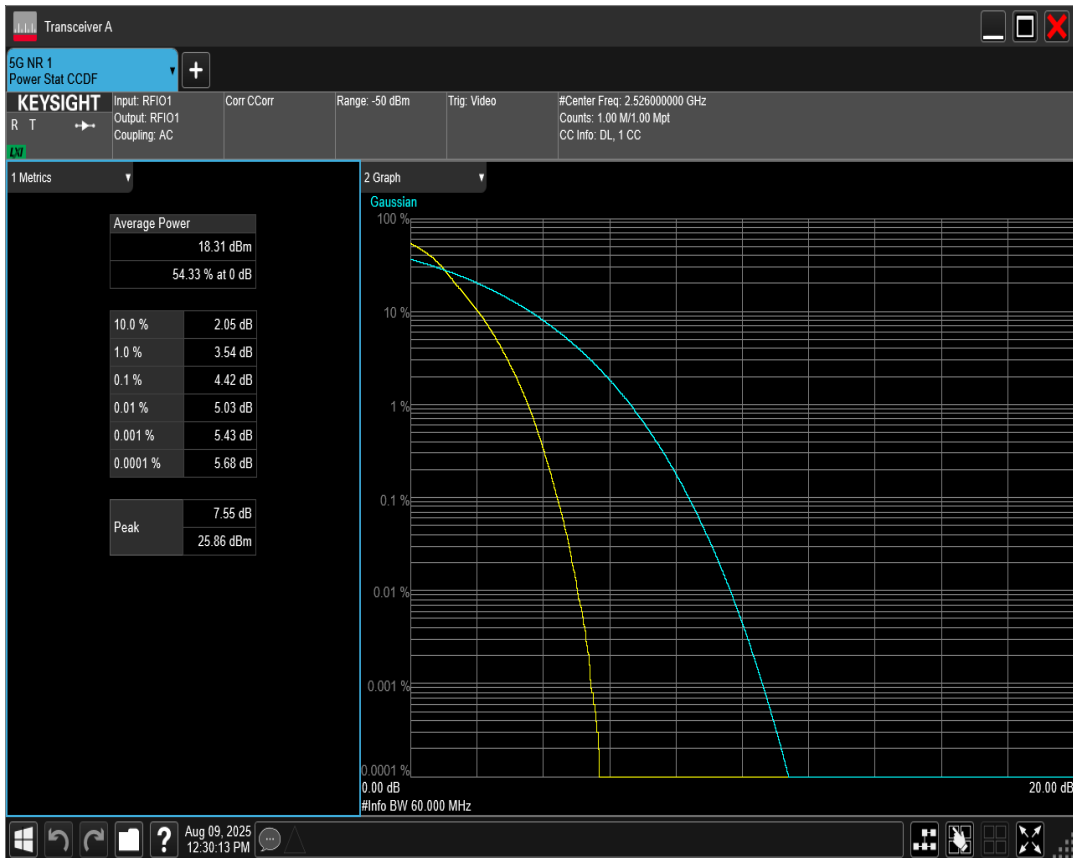 Transceiver A
5G NR 1
Power Stat CCDF
KEYSIGHT
R T
LXI
Input: RFIO1
Output: RFIO1
Coupling: AC
Corr CCorr
Range: -50 dBm
Trig: Video
#Center Freq: 2.526000000 GHz
Counts: 1.00 M/1.00 Mpt
CC Info: DL, 1 CC
1 Metrics
Average Power
18.31 dBm
54.33 % at 0 dB
10.0 % 2.05 dB
1.0 % 3.54 dB
0.1 % 4.42 dB
0.01 % 5.03 dB
0.001 % 5.43 dB
0.0001 % 5.68 dB
Peak
7.55 dB
25.86 dBm
2 Graph
Gaussian
100 %
10 %
1 %
0.1 %
0.01 %
0.001 %
0.0001 %
0.00 dB 20.00 dB
#Info BW 60.000 MHz
?
Aug 09, 2025
12:30:13 PM